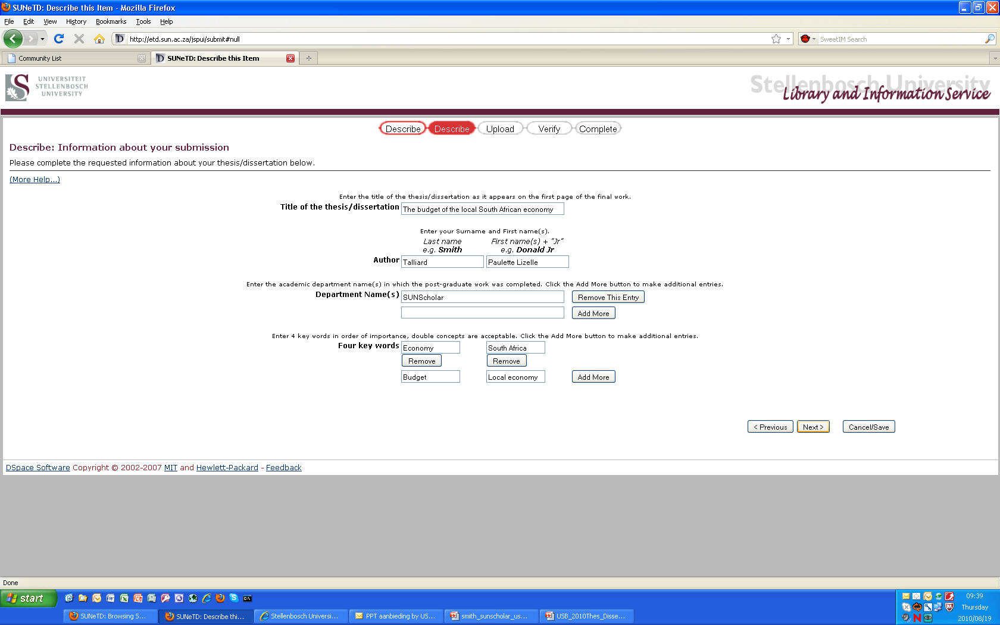 SUNeTD: Describe this Item - Mozilla Firefox
File Edit View History Bookmarks Tools Help
http://etd.sun.ac.za/jspui/submit#null
SweetIM Search
Community List
SUNeTD: Describe this Item
UNIVERSITEIT
STELLENBOSCH
UNIVERSITY
Stellenbosch University
Library and Information Service
Describe Describe Upload Verify Complete
Describe: Information about your submission
Please complete the requested information about your thesis/dissertation below.
(More Help...)
Enter the title of the thesis/dissertation as it appears on the first page of the final work.
Title of the thesis/dissertation The budget of the local South African economy
Enter your Surname and First name(s).
Last name First name(s) + "Jr"
e.g. Smith e.g. Donald Jr
Author Talliard Paulette Lizelle
Enter the academic department name(s) in which the post-graduate work was completed. Click the Add More button to make additional entries.
Department Name(s) SUNScholar Remove This Entry
Add More
Enter 4 key words in order of importance, double concepts are acceptable. Click the Add More button to make additional entries.
Four key words Economy South Africa
Remove Remove
Budget Local economy Add More
< Previous Next > Cancel/Save
DSpace Software Copyright © 2002-2007 MIT and Hewlett-Packard - Feedback
Done
start
09:39
Thursday
2010/08/19
SUNeTD: Browsing S... SUNeTD: Describe thi... Stellenbosch Universi... PPT aanbieding by US... smith_sunscholar_us... USB_2010Thes_Disse...